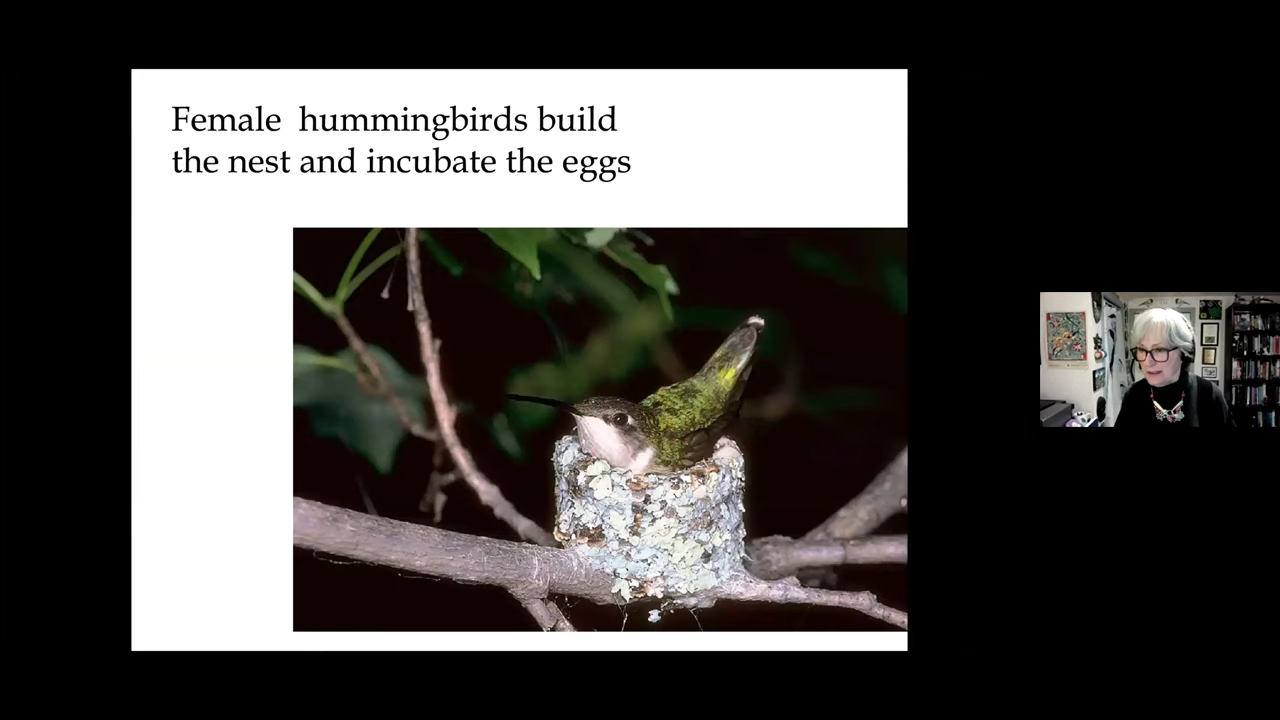 Female  hummingbirds build
the nest and incubate the eggs